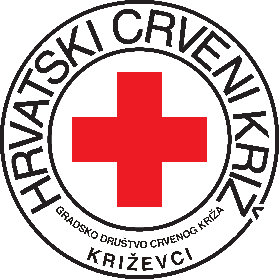 HRVATSKI CRVENI KRIŽ
GRADSKO DRUŠTVO CRVENOG KRIŽA
KRIŽEVCI